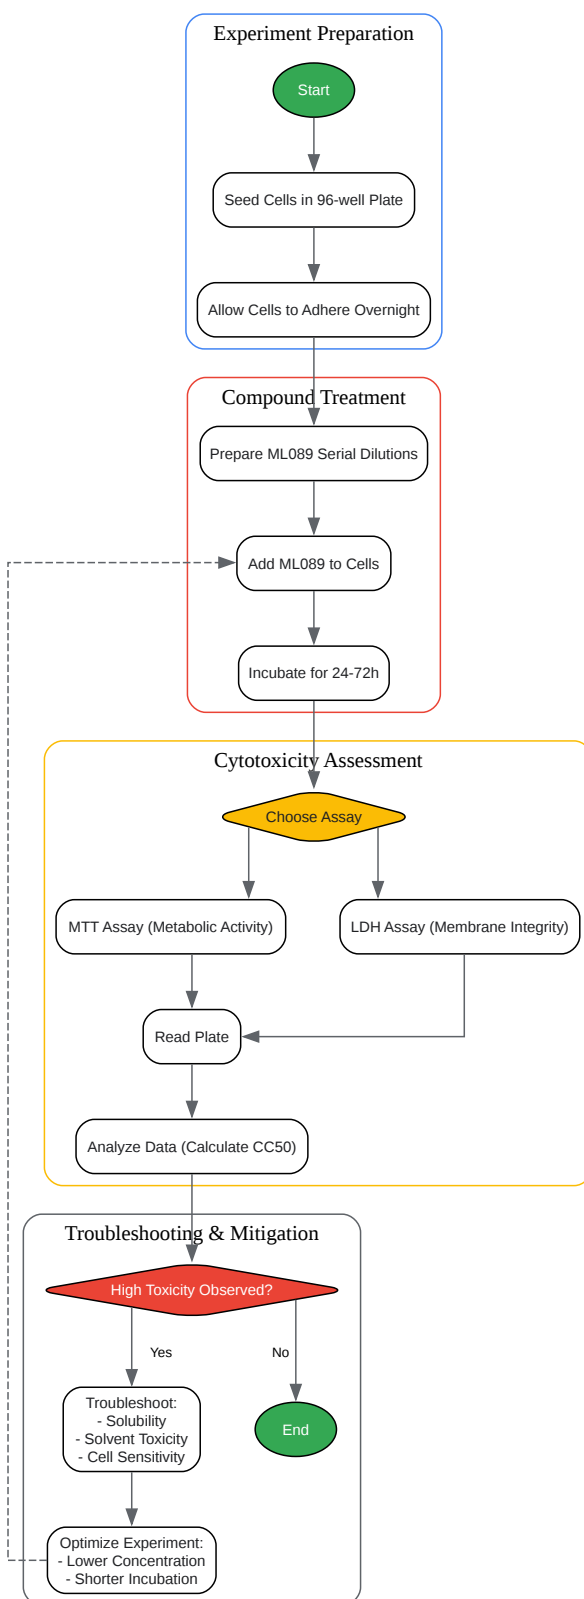 Experiment Preparation
Start
Seed Cells in 96-well Plate
Allow Cells to Adhere Overnight
Compound Treatment
Prepare ML089 Serial Dilutions
Add ML089 to Cells
Incubate for 24-72h
Cytotoxicity Assessment
Choose Assay
MTT Assay (Metabolic Activity)
LDH Assay (Membrane Integrity)
Read Plate
Analyze Data (Calculate CC50)
Troubleshooting & Mitigation
High Toxicity Observed?
Yes
No
Troubleshoot:
- Solubility
- Solvent Toxicity
- Cell Sensitivity
End
Optimize Experiment:
- Lower Concentration
- Shorter Incubation